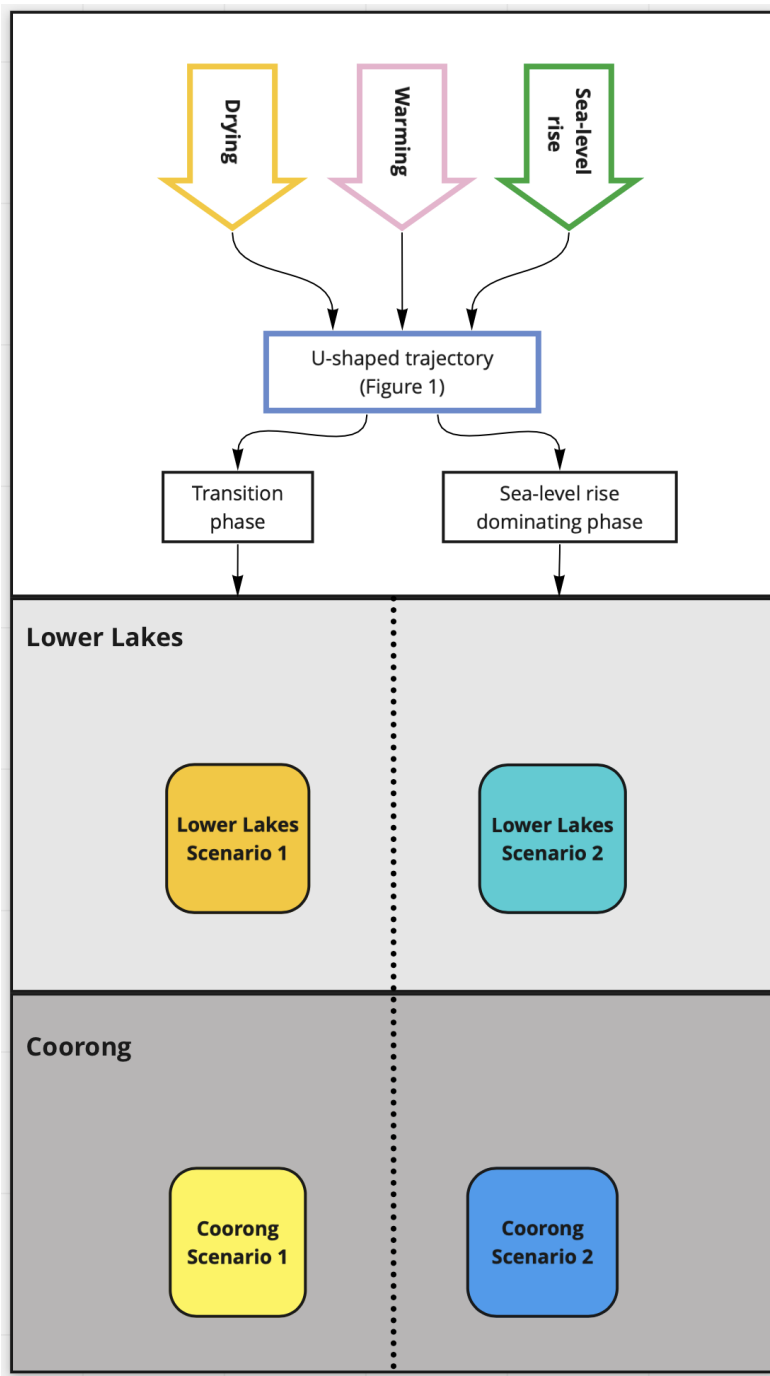 Drying
Warming
Sea-level
rise
U-shaped trajectory
(Figure 1)
Transition
phase
Sea-level rise
dominating phase
Lower Lakes
Lower Lakes
Scenario 1
Lower Lakes
Scenario 2
Coorong
Coorong
Scenario 1
Coorong
Scenario 2